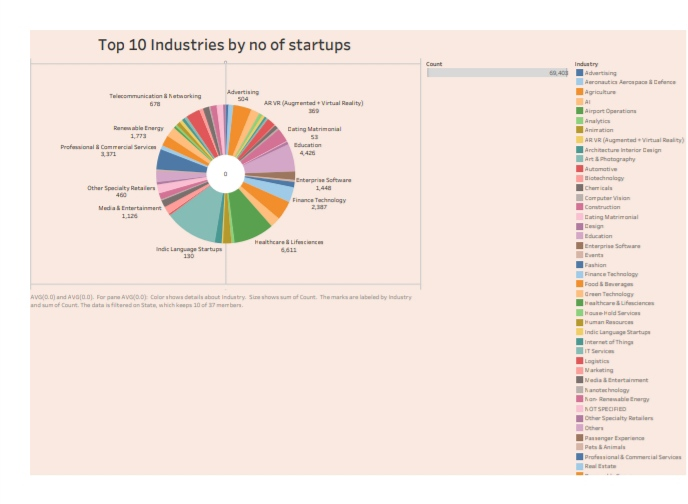 Top 10 Industries by no of startups
Count
69,403
Industry
Advertising
504
Telecommunication & Networking
678
AR VR (Augmented + Virtual Reality)
369
Renewable Energy
1,773
Dating Matrimonial
53
Education
4,426
Professional & Commercial Services
3,371
Enterprise Software
1,448
0
Other Specialty Retailers
460
Finance Technology
2,387
Media & Entertainment
1,126
Healthcare & Lifesciences
6,611
Indic Language Startups
130
AVG(0.0) and AVG(0.0). For pane AVG(0.0): Color shows details about Industry. Size shows sum of Count. The marks are labeled by Industry
and sum of Count. The data is filtered on State, which keeps 10 of 37 members.
Advertising
Aeronautics Aerospace & Defence
Agriculture
AI
Airport Operations
Analytics
Animation
AR VR (Augmented + Virtual Reality)
Architecture Interior Design
Art & Photography
Automotive
Biotechnology
Chemicals
Computer Vision
Construction
Dating Matrimonial
Design
Education
Enterprise Software
Events
Fashion
Finance Technology
Food & Beverages
Green Technology
Healthcare & Lifesciences
House Hold Services
Human Resources
Indic Language Startups
Internet of Things
IT Services
Logistics
Marketing
Media & Entertainment
Nanotechnology
Non- Renewable Energy
NOT SPECIFIED
Other Specialty Retailers
Others
Passenger Experience
Pets & Animals
Professional & Commercial Services
Real Estate